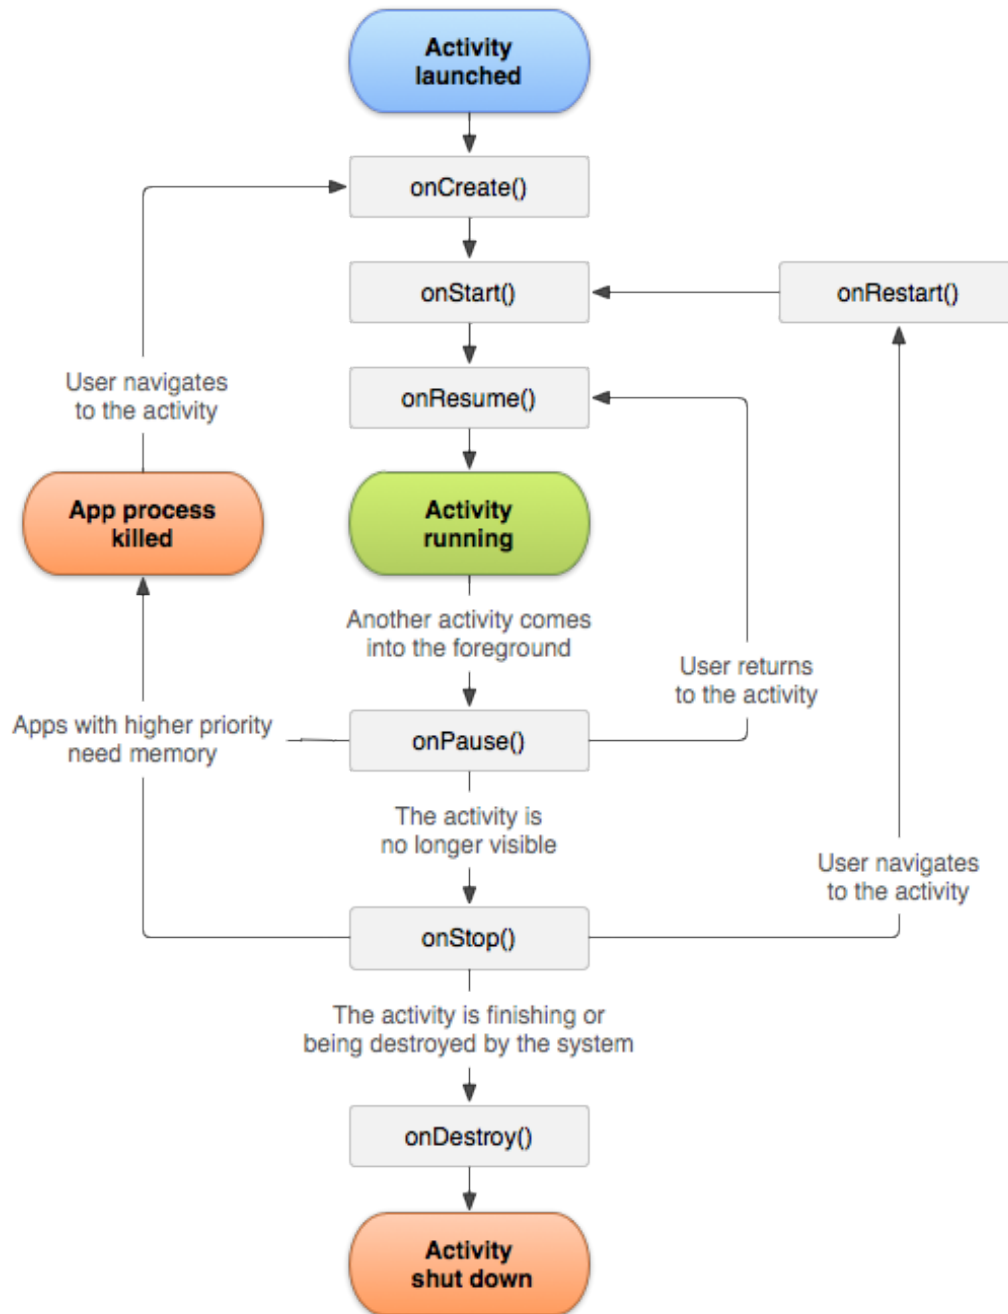 Activity
launched
onCreate()
onStart()
onRestart()
User navigates
to the activity
onResume()
App process
killed
Activity
running
Another activity comes
into the foreground
User returns
to the activity
Apps with higher priority
need memory
onPause()
The activity is
no longer visible
User navigates
to the activity
onStop()
The activity is finishing or
being destroyed by the system
onDestroy()
Activity
shut down